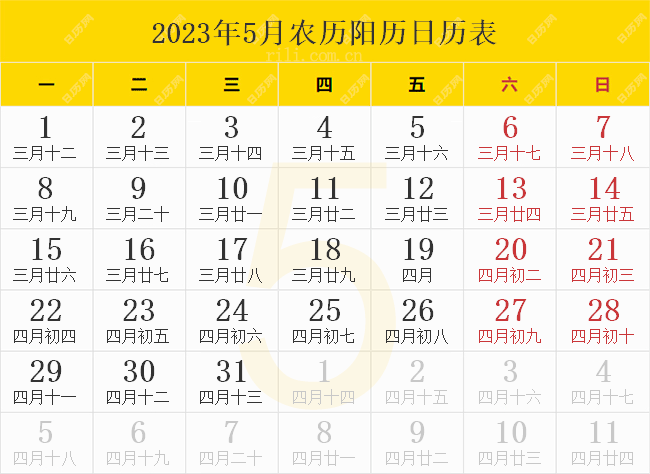 2023年5月农历阳历日历表
rili.com.cn
一 二 三 四 五 六 日
1 2 3 4 5 6 7
三月十二 三月十三 三月十四 三月十五 三月十六 三月十七 三月十八
8 9 10 11 12 13 14
三月十九 三月二十 三月廿一 三月廿二 三月廿三 三月廿四 三月廿五
15 16 17 18 19 20 21
三月廿六 三月廿七 三月廿八 三月廿九 四月 四月初二 四月初三
22 23 24 25 26 27 28
四月初四 四月初五 四月初六 四月初七 四月初八 四月初九 四月初十
29 30 31 1 2 3 4
四月十一 四月十二 四月十三 四月十四 四月十五 四月十六 四月十七
5 6 7 8 9 10 11
四月十八 四月十九 四月二十 四月廿一 四月廿二 四月廿三 四月廿四
5